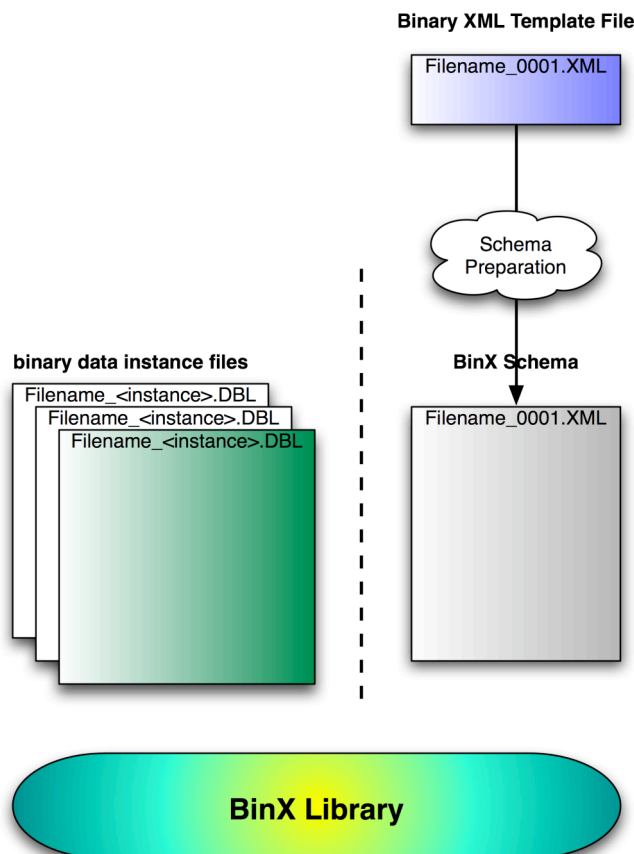 Binary XML Template File
Filename_0001.XML
Schema
Preparation
binary data instance files
BinX Schema
Filename_<instance>.DBL
Filename_<instance>.DBL
Filename_<instance>.DBL
Filename_0001.XML
BinX Library